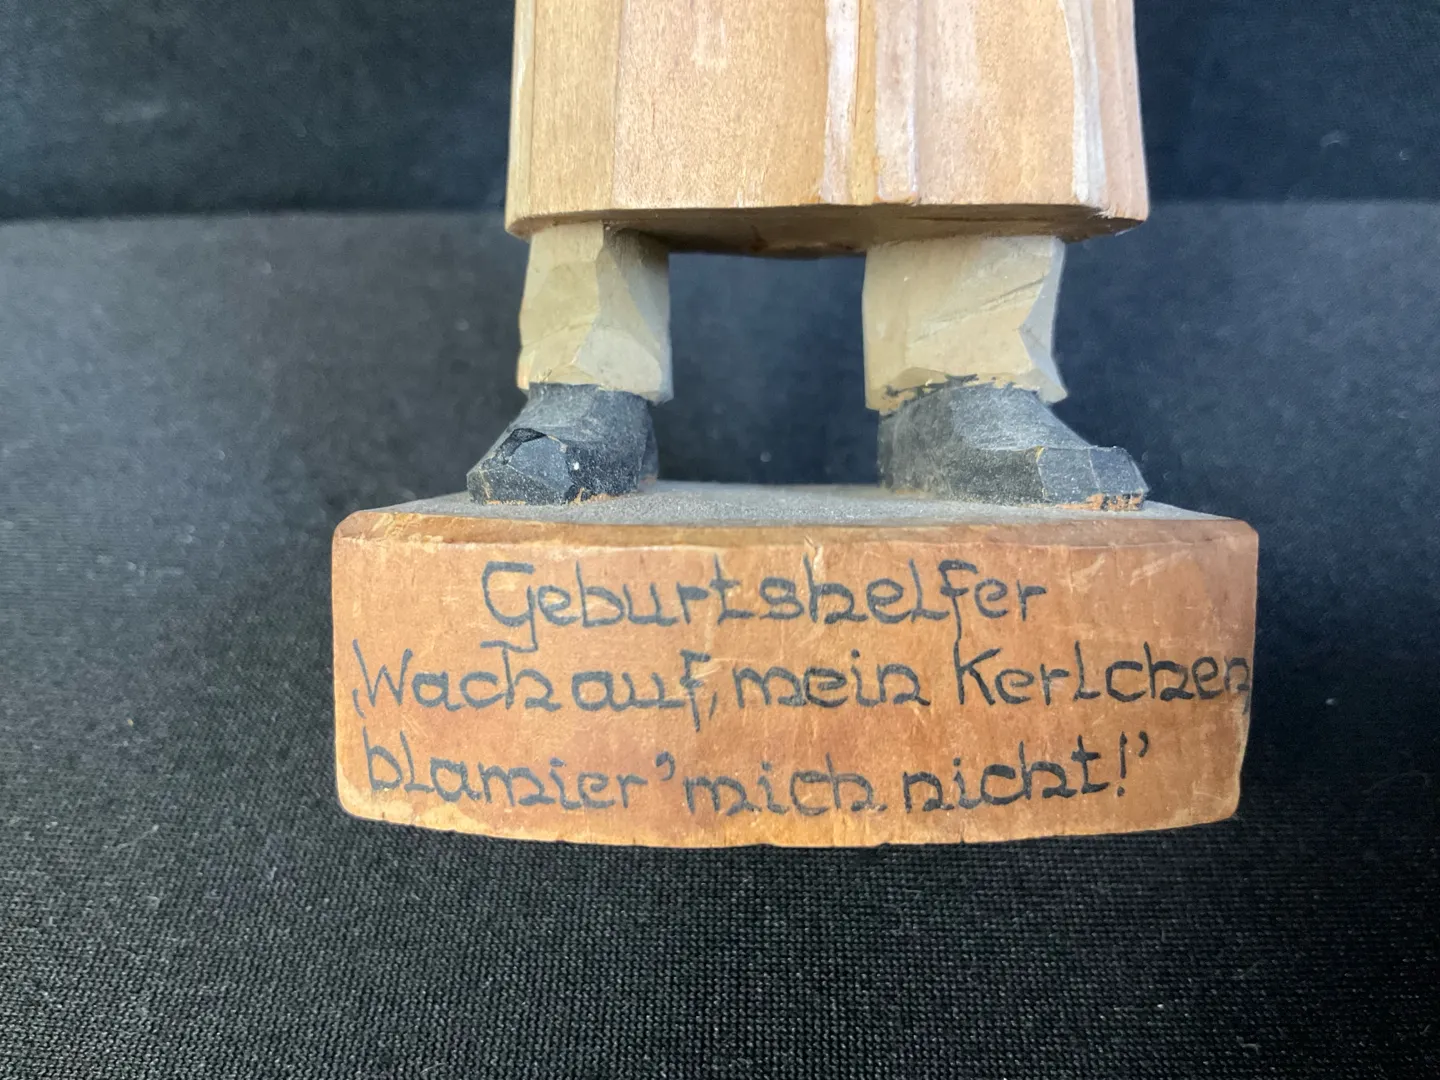 Geburtshelfer
‚Wach auf, mein Kerlchen
blamier’ mich nicht!’